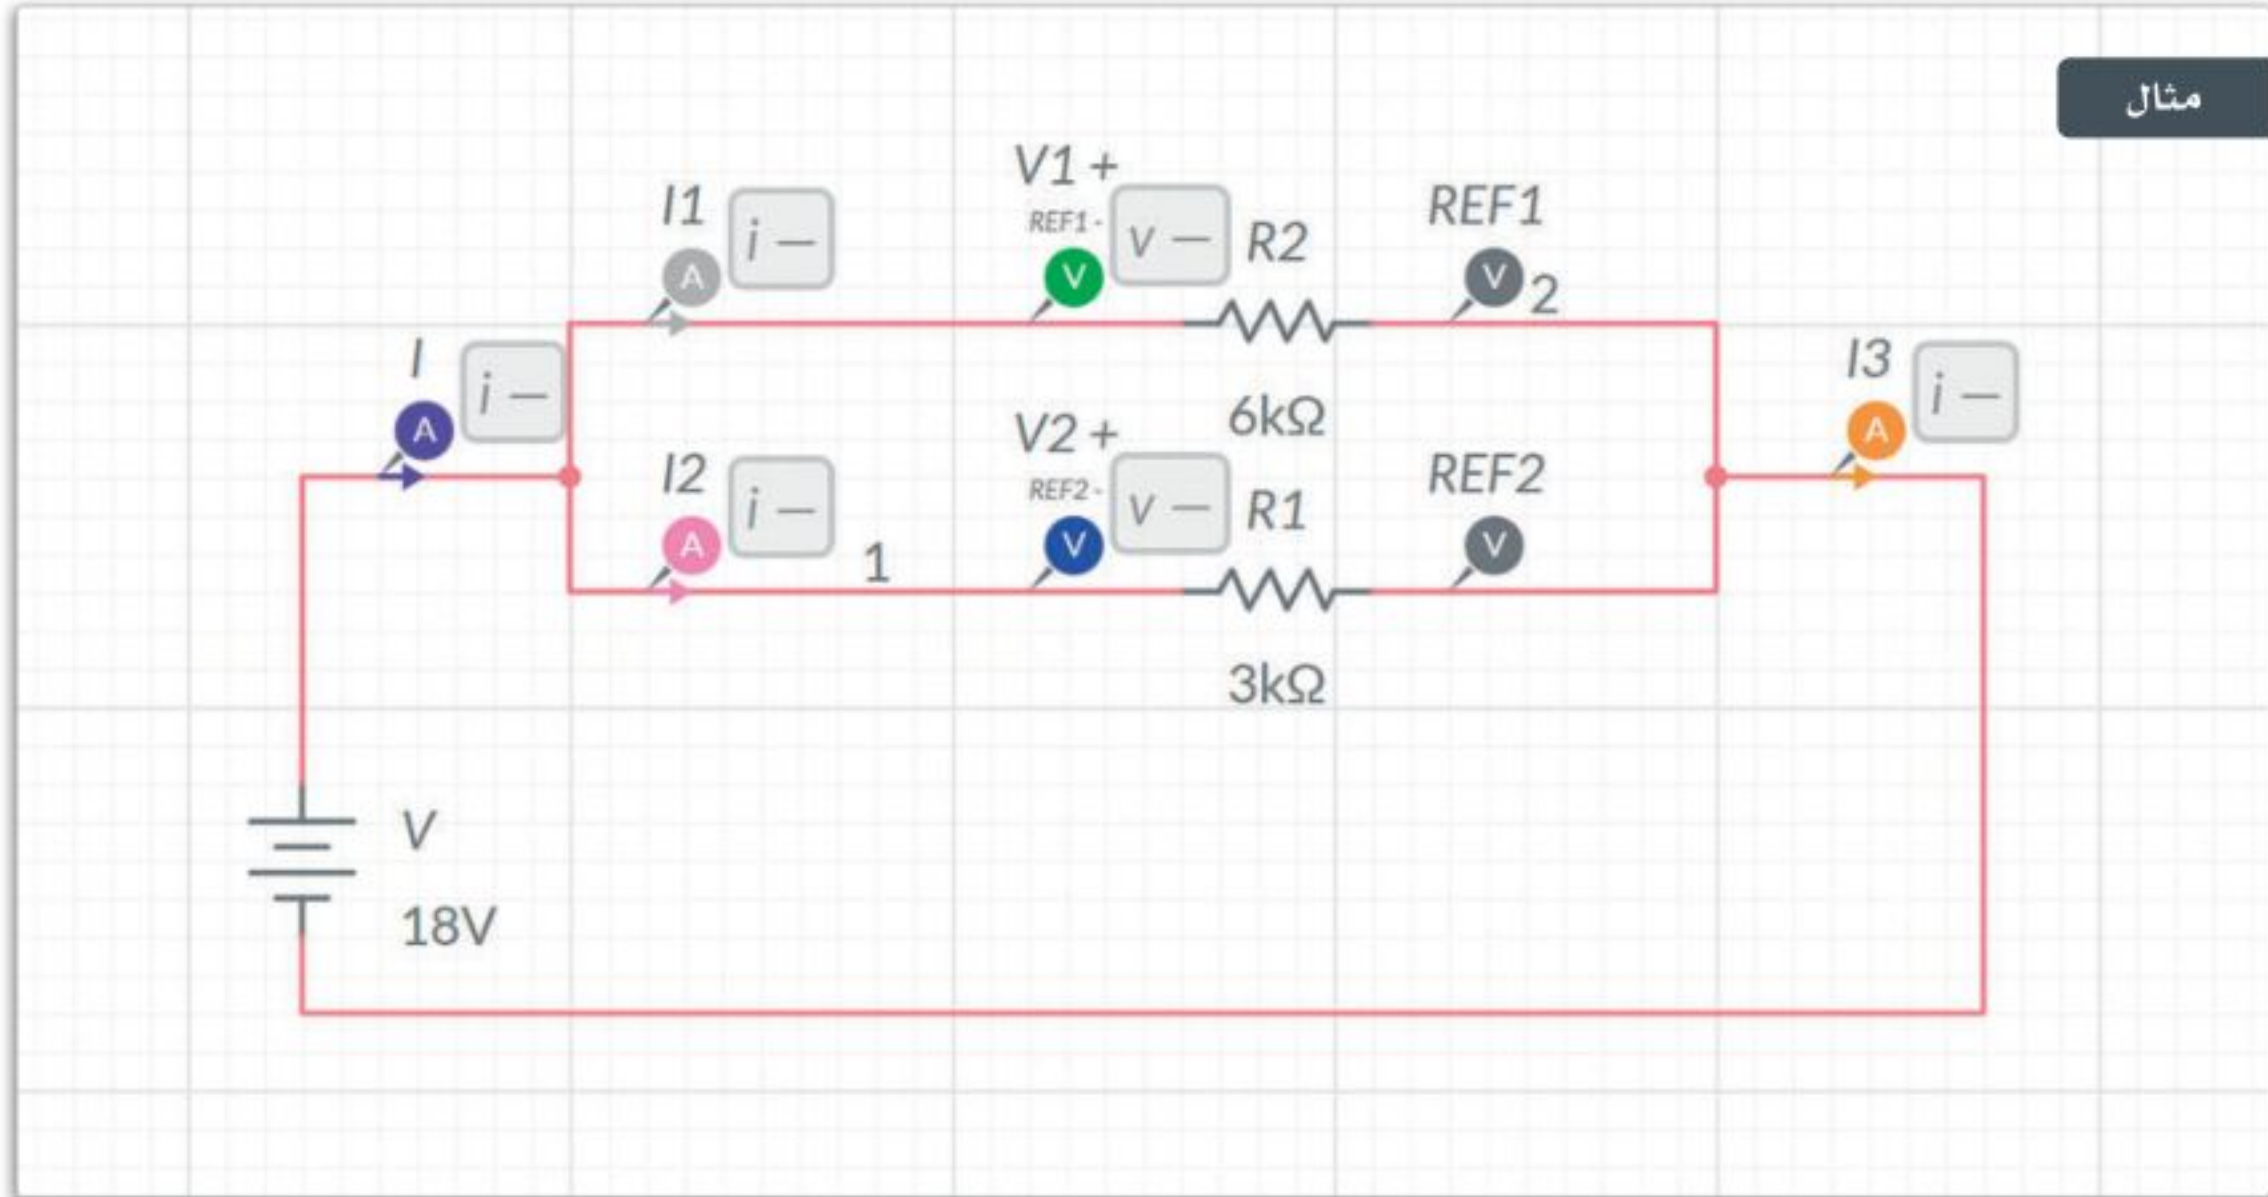 مثال
V1 +
I1
i —
REF1 -
v —
R2
REF1
A
V
V
2
I
i —
A
6kΩ
I3
i —
A
V2 +
I2
i —
REF2 -
v —
R1
REF2
A
1
V
V
3kΩ
V
18V